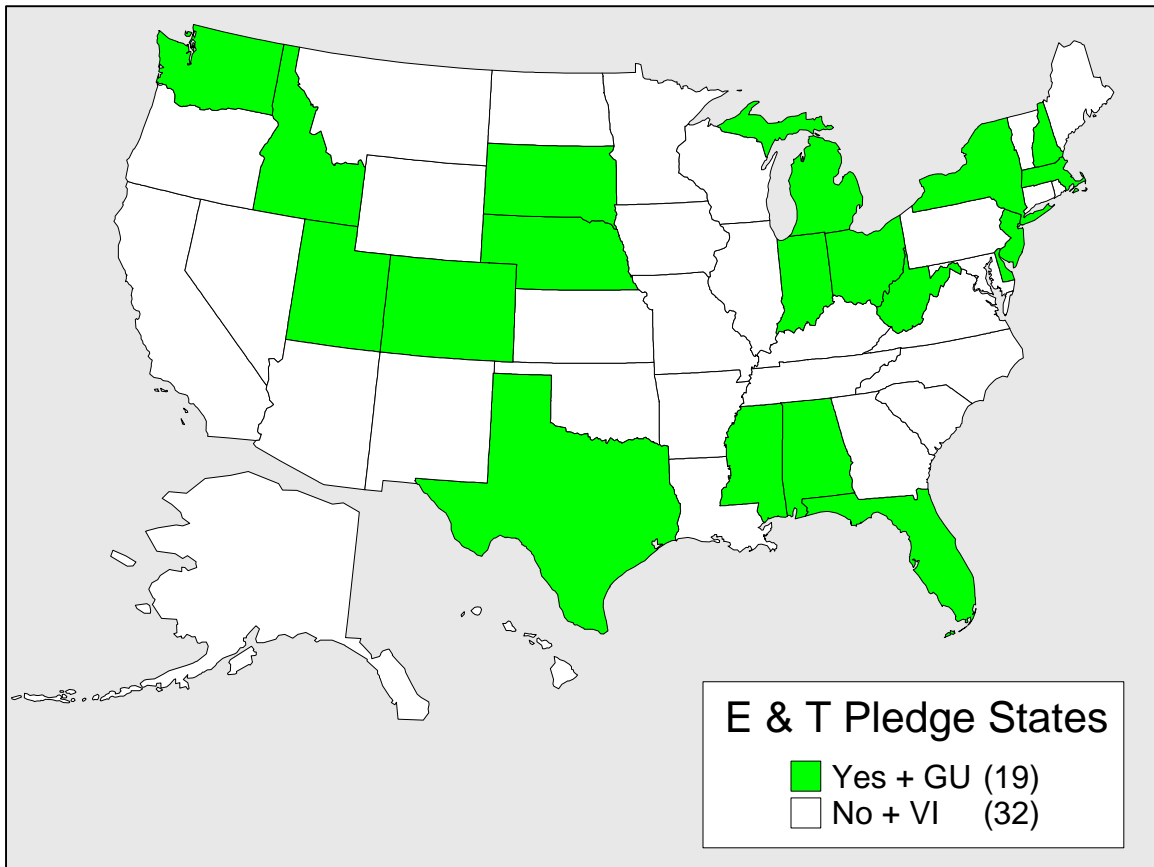 E & T Pledge States
Yes + GU (19)
No + VI (32)